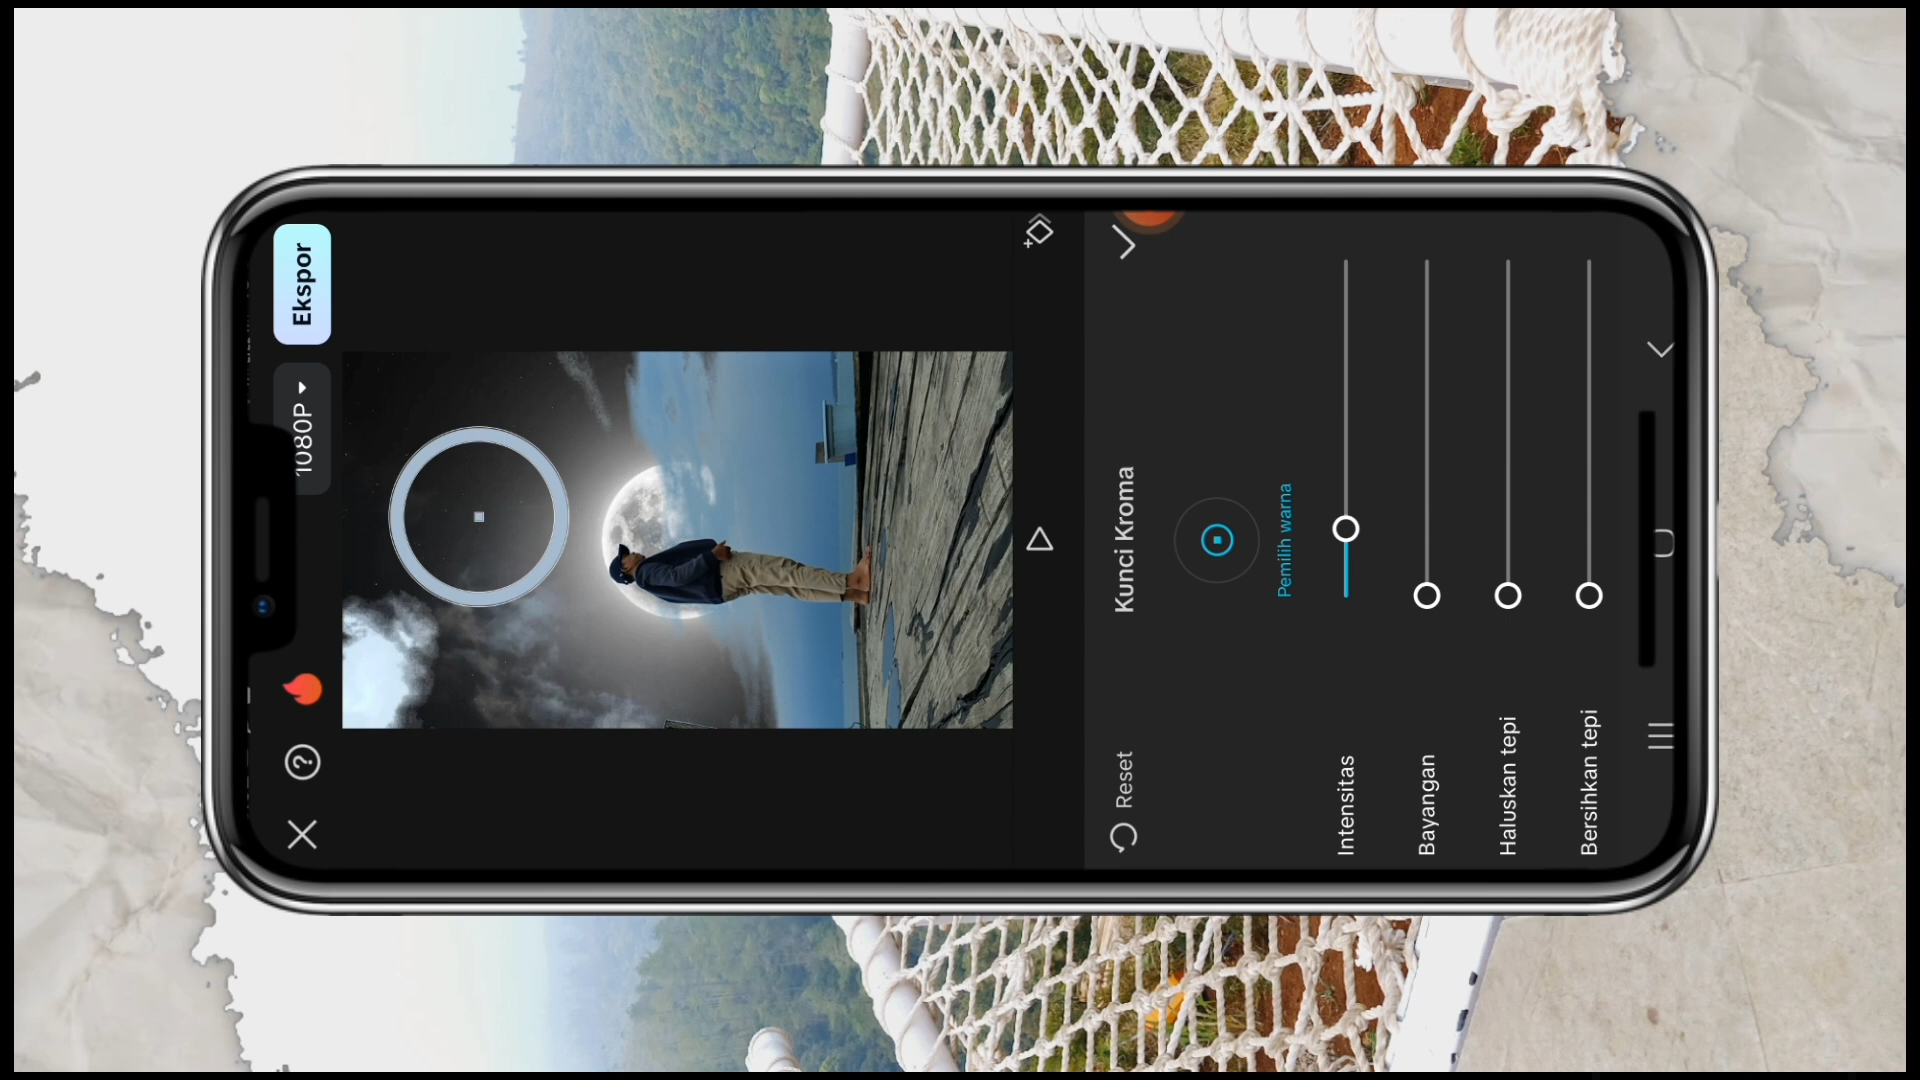 1080P
Ekspor
Reset
Kunci Kroma
Pemilih warna
Intensitas
Bayangan
Haluskan tepi
Bersihkan tepi